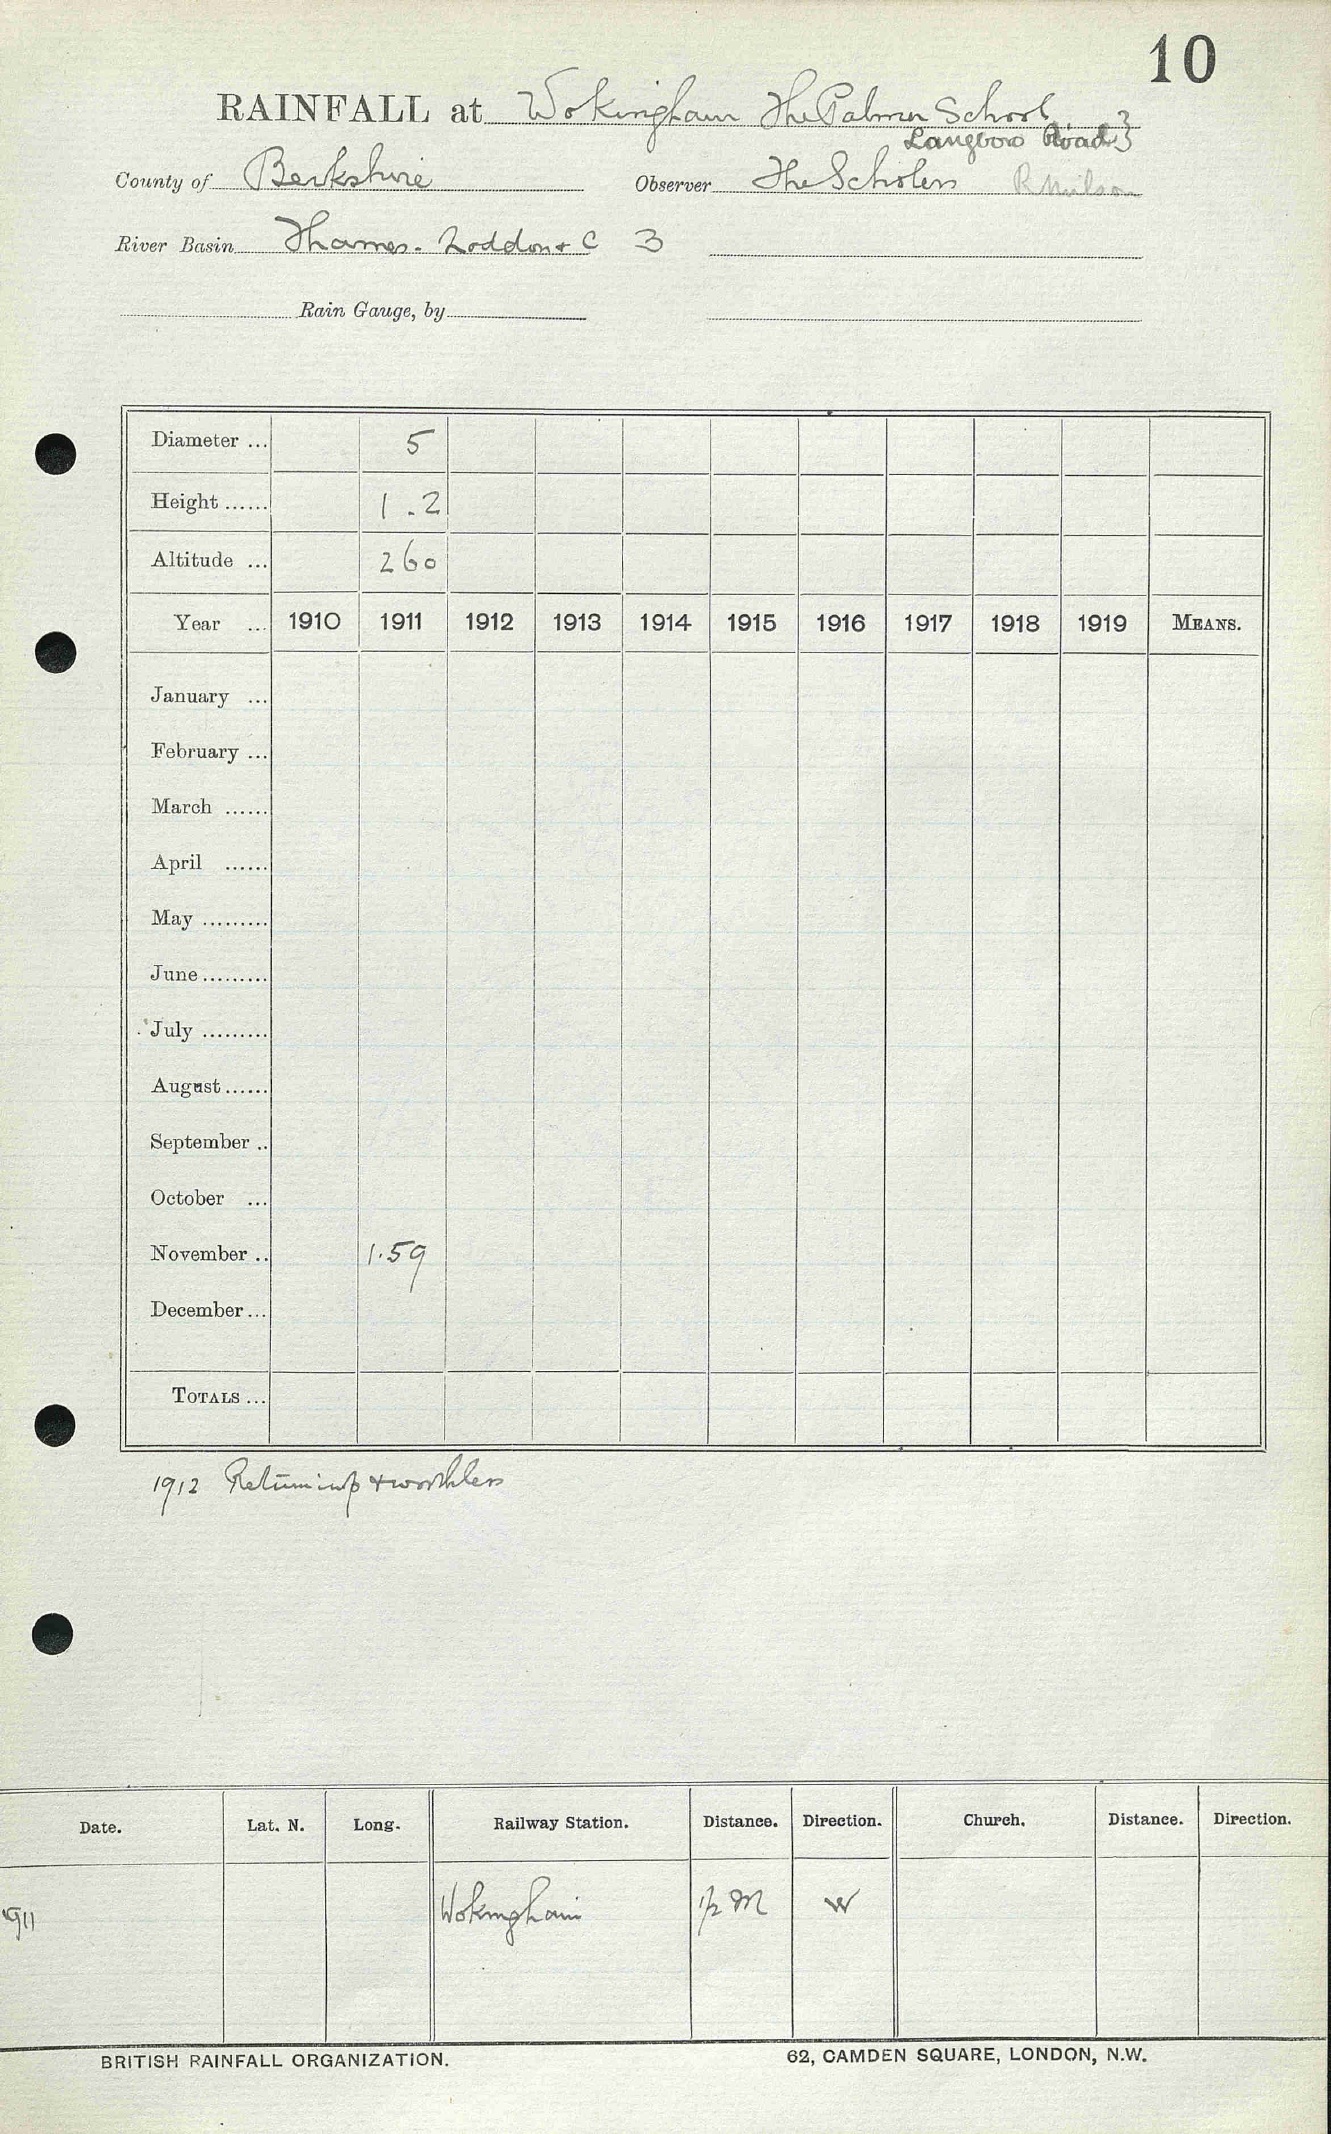 10
RAINFALL at Wokingham The Palmer School
Langboro Road }
County of Berkshire Observer The Scholars R Milson
River Basin Thames - Loddon + C 3
Rain Gauge, by
Diameter ... 5
Height ...... 1.2
Altitude ... 260
Year ... 1910 1911 1912 1913 1914 1915 1916 1917 1918 1919 MEANS.
January ...
February ...
March ......
April ......
May .........
June .........
July .........
August ......
September ..
October ...
November .. 1.59
December ...
TOTALS ...
1912 Return imp + worthless
Date. Lat. N. Long. Railway Station. Distance. Direction. Church. Distance. Direction.
1911 Wokingham 1/2 M W
BRITISH RAINFALL ORGANIZATION. 62, CAMDEN SQUARE, LONDON, N.W.